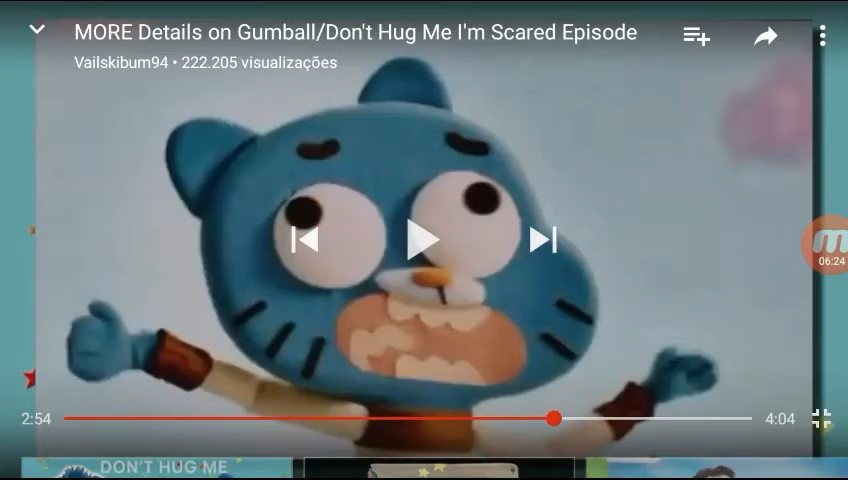 MORE Details on Gumball/Don't Hug Me I'm Scared Episode
Vailskibum94 • 222.205 visualizações
m
06:24
2:54
4:04
DON'T HUG ME